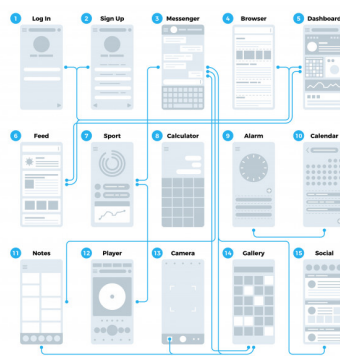 1 Log In
2 Sign Up
3 Messenger
4 Browser
5 Dashboard
6 Feed
7 Sport
8 Calculator
9 Alarm
10 Calendar
11 Notes
12 Player
13 Camera
14 Gallery
15 Social